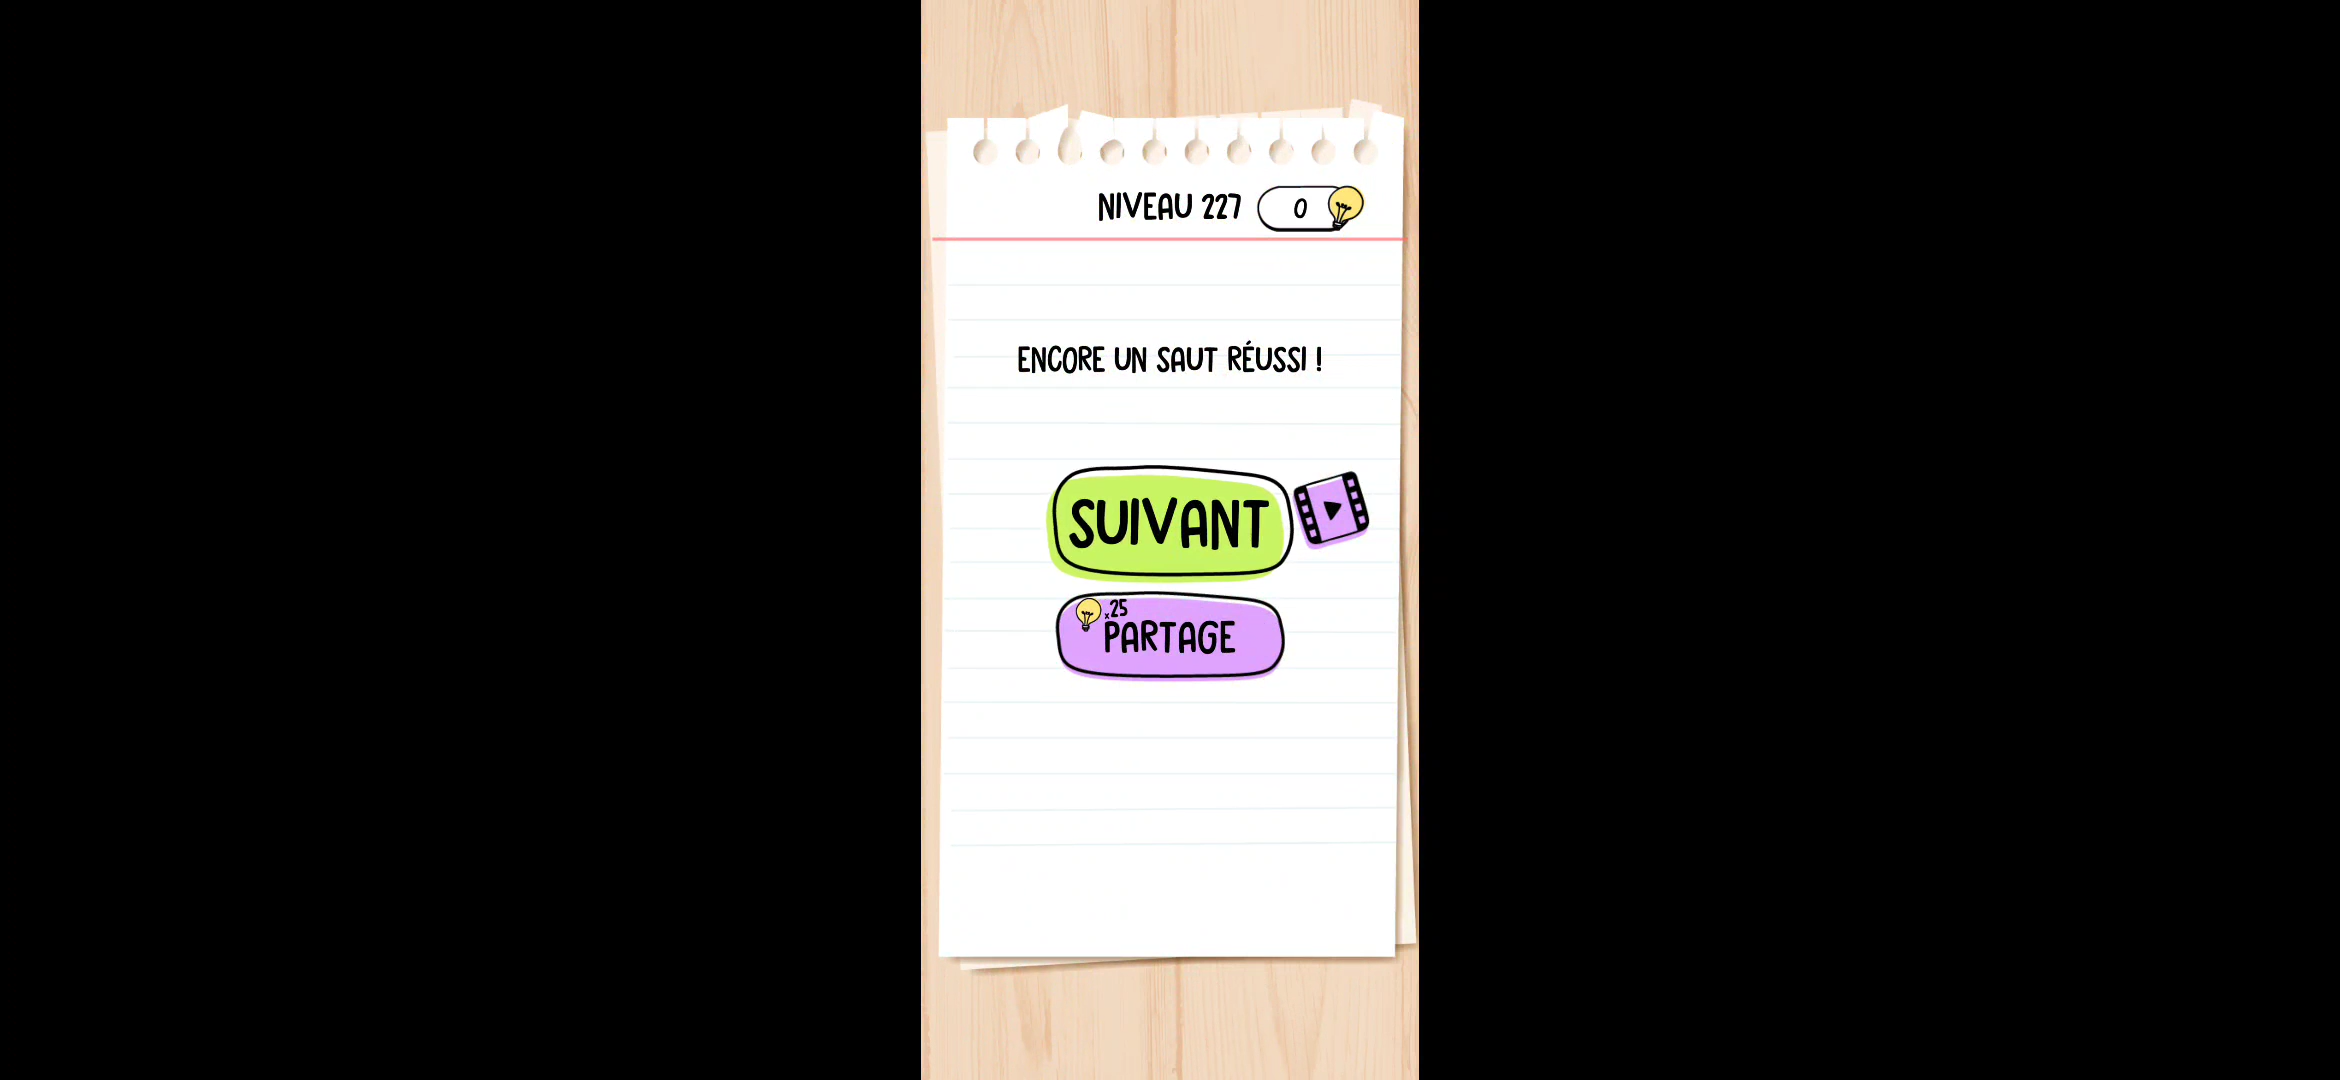 NIVEAU 227 0
ENCORE UN SAUT RÉUSSI !
SUIVANT
x25
PARTAGE